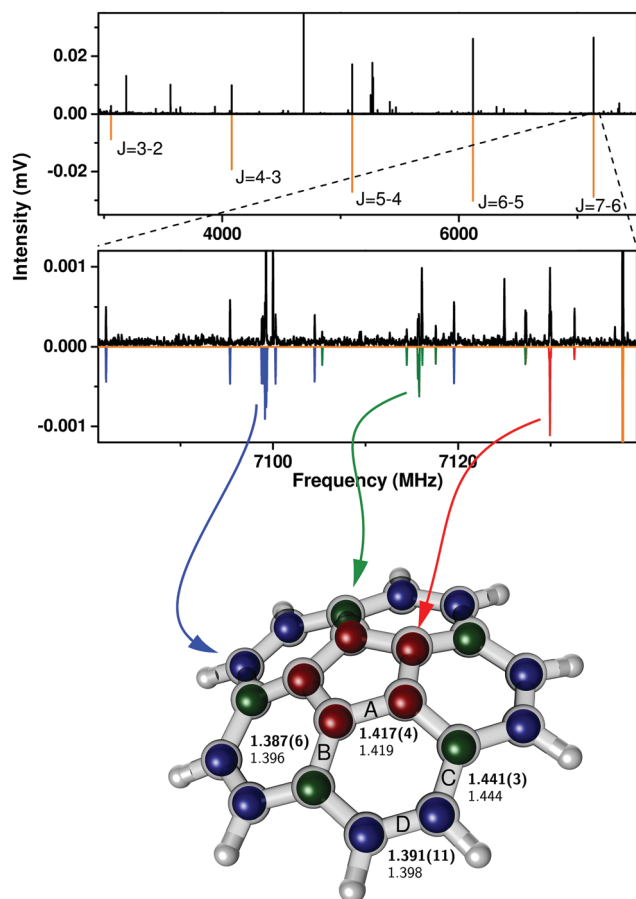 0.02
0.00
-0.02
J=3-2
J=4-3
J=5-4
J=6-5
J=7-6
4000
6000
Intensity (mV)
0.001
0.000
-0.001
7100
7120
Frequency (MHz)
A
B
C
D
1.387(6)
1.396
1.417(4)
1.419
1.441(3)
1.444
1.391(11)
1.398